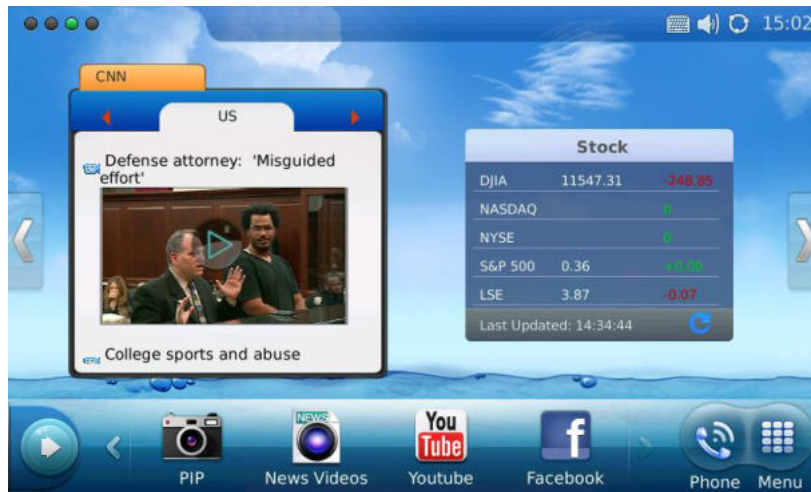 15:02
CNN
US
Defense attorney: 'Misguided
effort'
College sports and abuse
Stock
DJIA 11547.31 -248.85
NASDAQ 0
NYSE 0
S&P 500 0.36 +0.00
LSE 3.87 -0.07
Last Updated: 14:34:44
NEWS
You
Tube
f
PIP News Videos Youtube Facebook Phone Menu